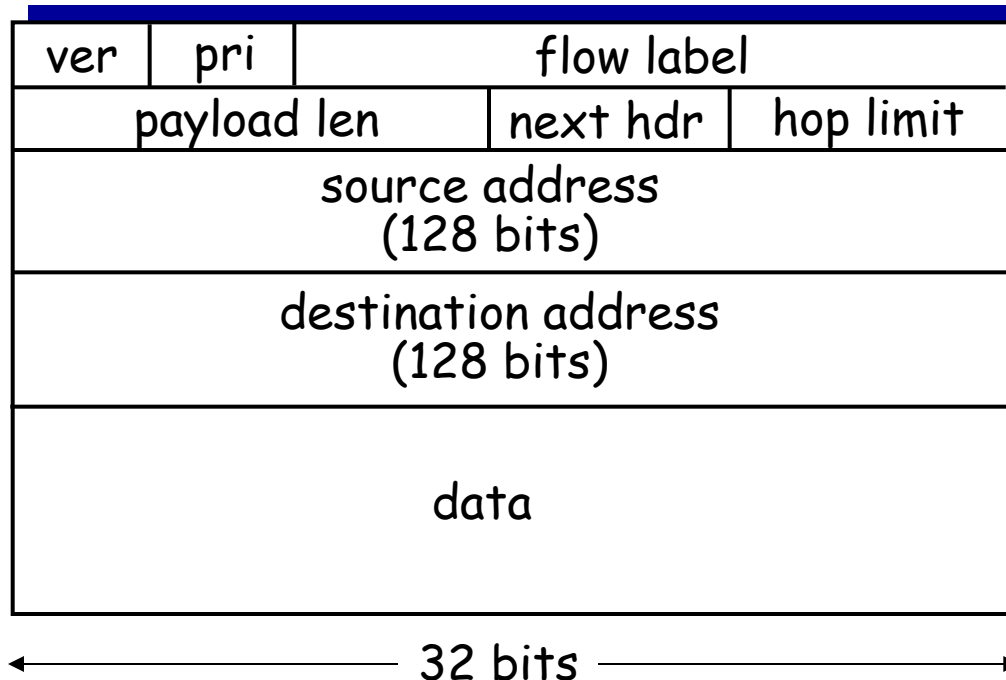 ver pri flow label
payload len next hdr hop limit
source address
(128 bits)
destination address
(128 bits)
data
32 bits